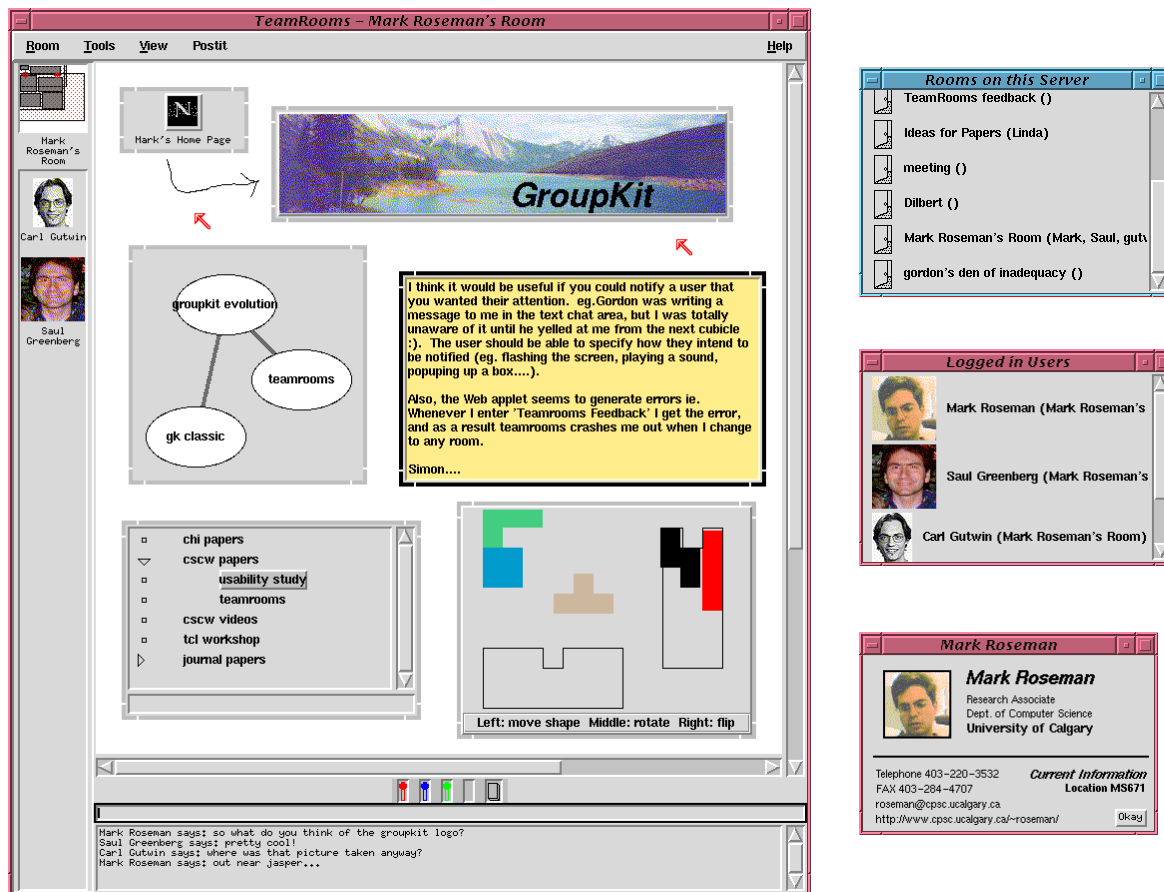 TeamRooms – Mark Roseman's Room
Room Tools View Postit Help
Mark
Roseman's
Room
Carl Gutwin
Saul
Greenberg
N
Mark's Home Page
GroupKit
groupkit evolution
teamrooms
gk classic
I think it would be useful if you could notify a user that
you wanted their attention. eg.Gordon was writing a
message to me in the text chat area, but I was totally
unaware of it until he yelled at me from the next cubicle
:). The user should be able to specify how they intend to
be notified (eg. flashing the screen, playing a sound,
popuping up a box....).
Also, the Web applet seems to generate errors ie.
Whenever I enter 'Teamrooms Feedback' I get the error,
and as a result teamrooms crashes me out when I change
to any room.
Simon....
chi papers
cscw papers
usability study
teamrooms
cscw videos
tcl workshop
journal papers
Left: move shape Middle: rotate Right: flip
Mark Roseman says: so what do you think of the groupkit logo?
Saul Greenberg says: pretty cool!
Carl Gutwin says: where was that picture taken anyway?
Mark Roseman says: out near jasper...
Rooms on this Server
TeamRooms feedback ()
Ideas for Papers (Linda)
meeting ()
Dilbert ()
Mark Roseman's Room (Mark, Saul, gutw
gordon's den of inadequacy ()
Logged in Users
Mark Roseman (Mark Roseman's
Saul Greenberg (Mark Roseman's
Carl Gutwin (Mark Roseman's Room)
Mark Roseman
Mark Roseman
Research Associate
Dept. of Computer Science
University of Calgary
Telephone 403-220-3532
FAX 403-284-4707
roseman@cpsc.ucalgary.ca
http://www.cpsc.ucalgary.ca/~roseman/
Current Information
Location MS671
Okay